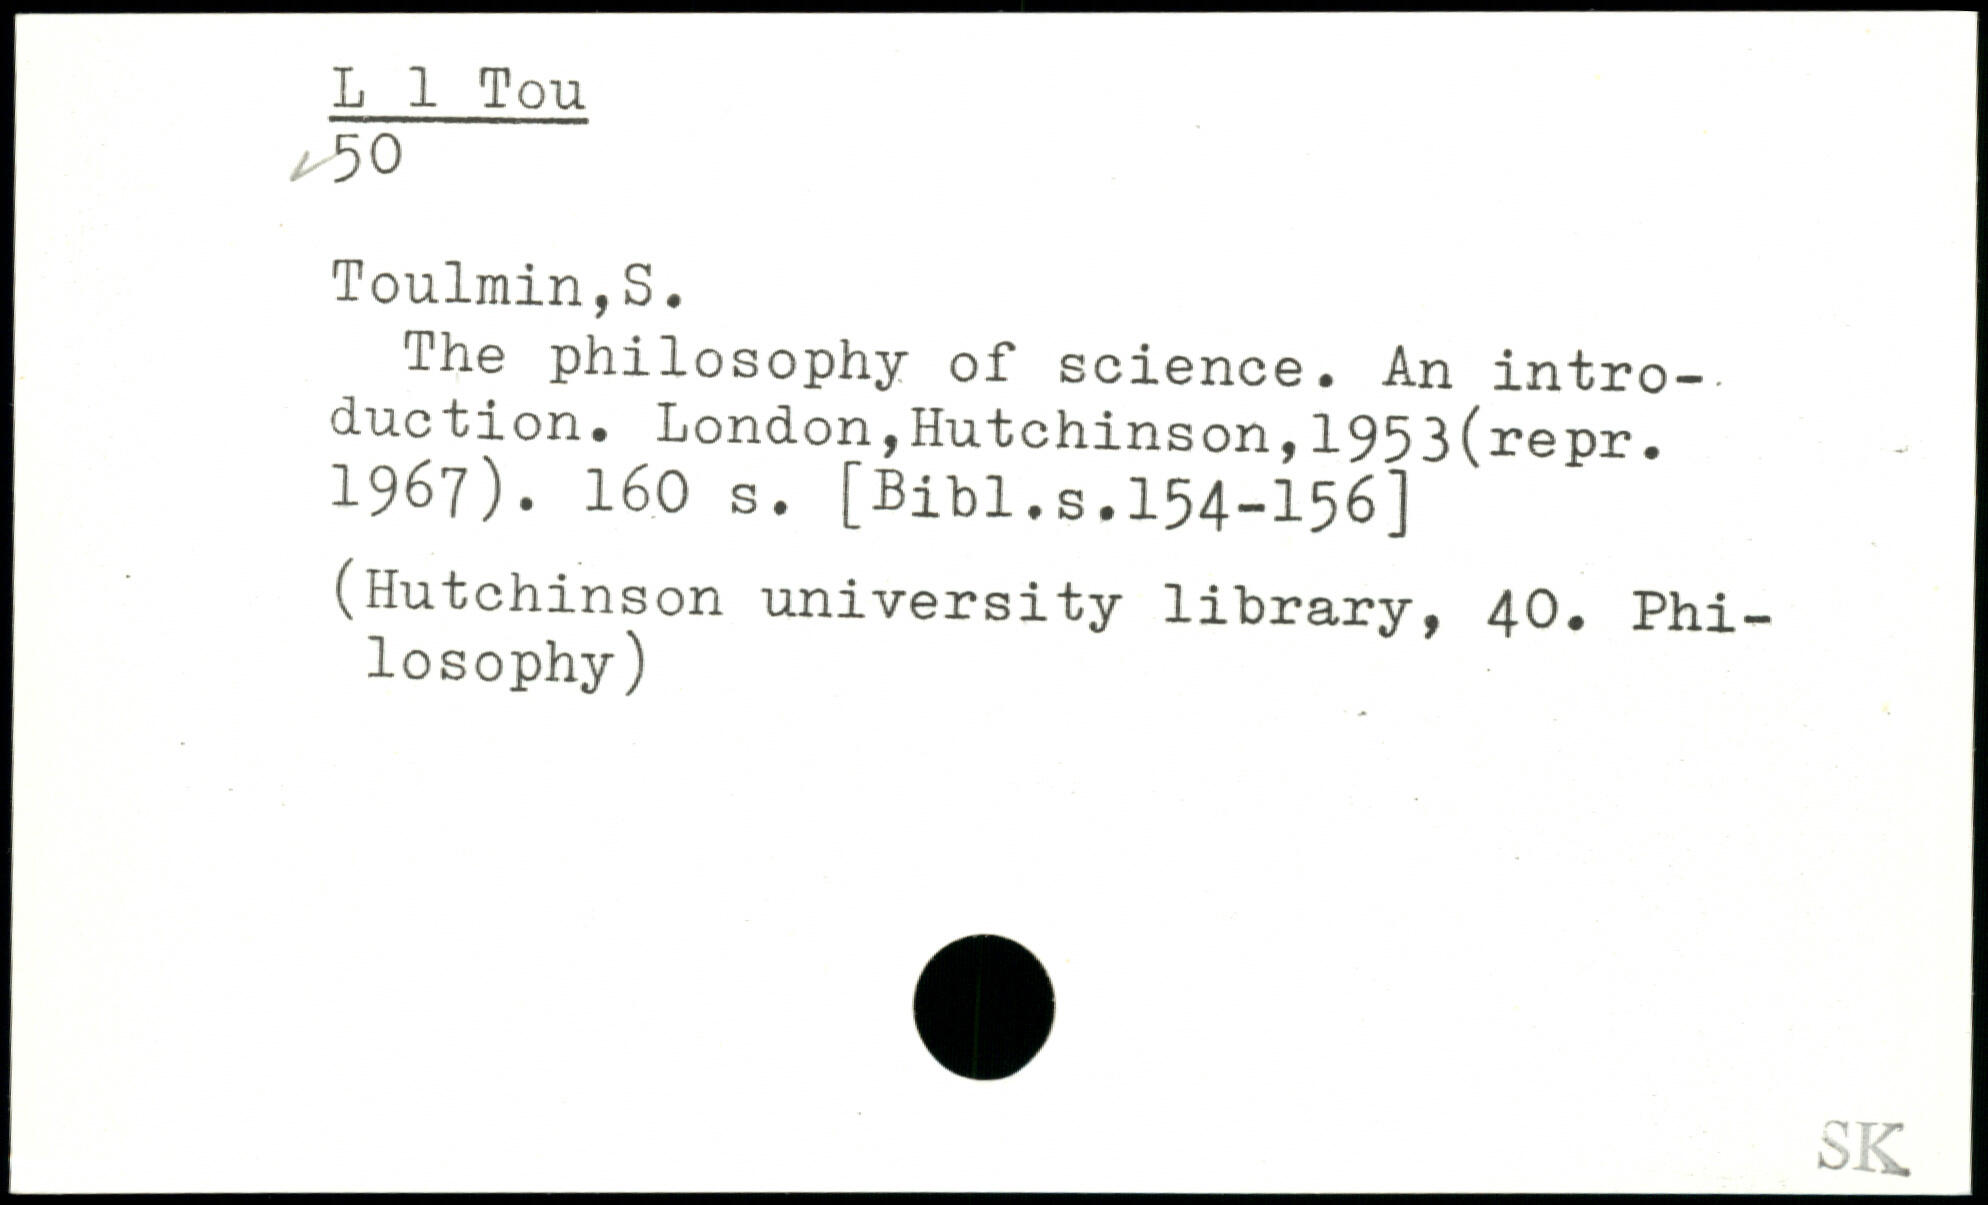 L 1 Tou
50
Toulmin,S.
The philosophy of science. An intro-
duction. London,Hutchinson,1953(repr.
1967). 160 s. [Bibl.s.154-156]
(Hutchinson university library, 40. Phi-
losophy)
SK